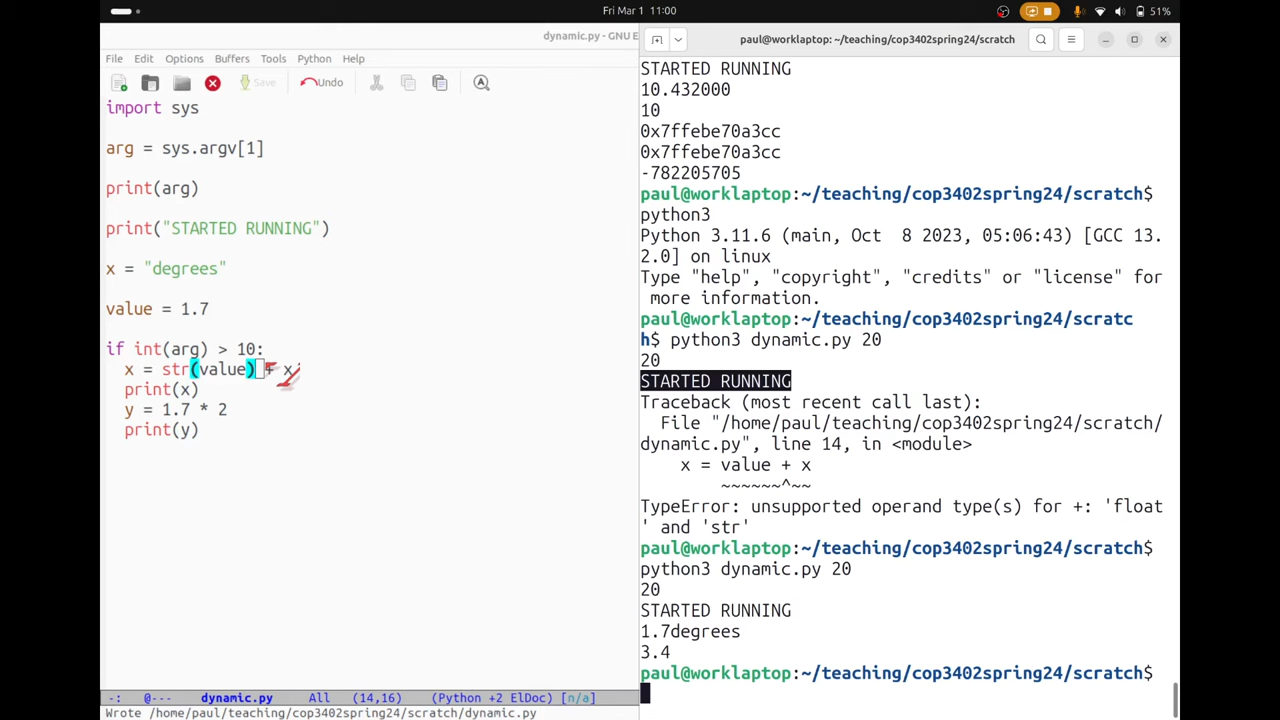 Fri Mar 1 11:00
51%
dynamic.py - GNU E
File Edit Options Buffers Tools Python Help
Save Undo
import sys
arg = sys.argv[1]
print(arg)
print("STARTED RUNNING")
x = "degrees"
value = 1.7
if int(arg) > 10:
x = str(value) + x
print(x)
y = 1.7 * 2
print(y)
-: @--- dynamic.py All (14,16) (Python +2 ElDoc) [n/a]
Wrote /home/paul/teaching/cop3402spring24/scratch/dynamic.py
paul@worklaptop: ~/teaching/cop3402spring24/scratch
STARTED RUNNING
10.432000
10
0x7ffebe70a3cc
0x7ffebe70a3cc
-782205705
paul@worklaptop:~/teaching/cop3402spring24/scratch$
python3
Python 3.11.6 (main, Oct  8 2023, 05:06:43) [GCC 13.
2.0] on linux
Type "help", "copyright", "credits" or "license" for
more information.
paul@worklaptop:~/teaching/cop3402spring24/scratc
h$ python3 dynamic.py 20
20
STARTED RUNNING
Traceback (most recent call last):
File "/home/paul/teaching/cop3402spring24/scratch/
dynamic.py", line 14, in <module>
x = value + x
~~~~~~^~~
TypeError: unsupported operand type(s) for +: 'float
' and 'str'
paul@worklaptop:~/teaching/cop3402spring24/scratch$
python3 dynamic.py 20
20
STARTED RUNNING
1.7degrees
3.4
paul@worklaptop:~/teaching/cop3402spring24/scratch$